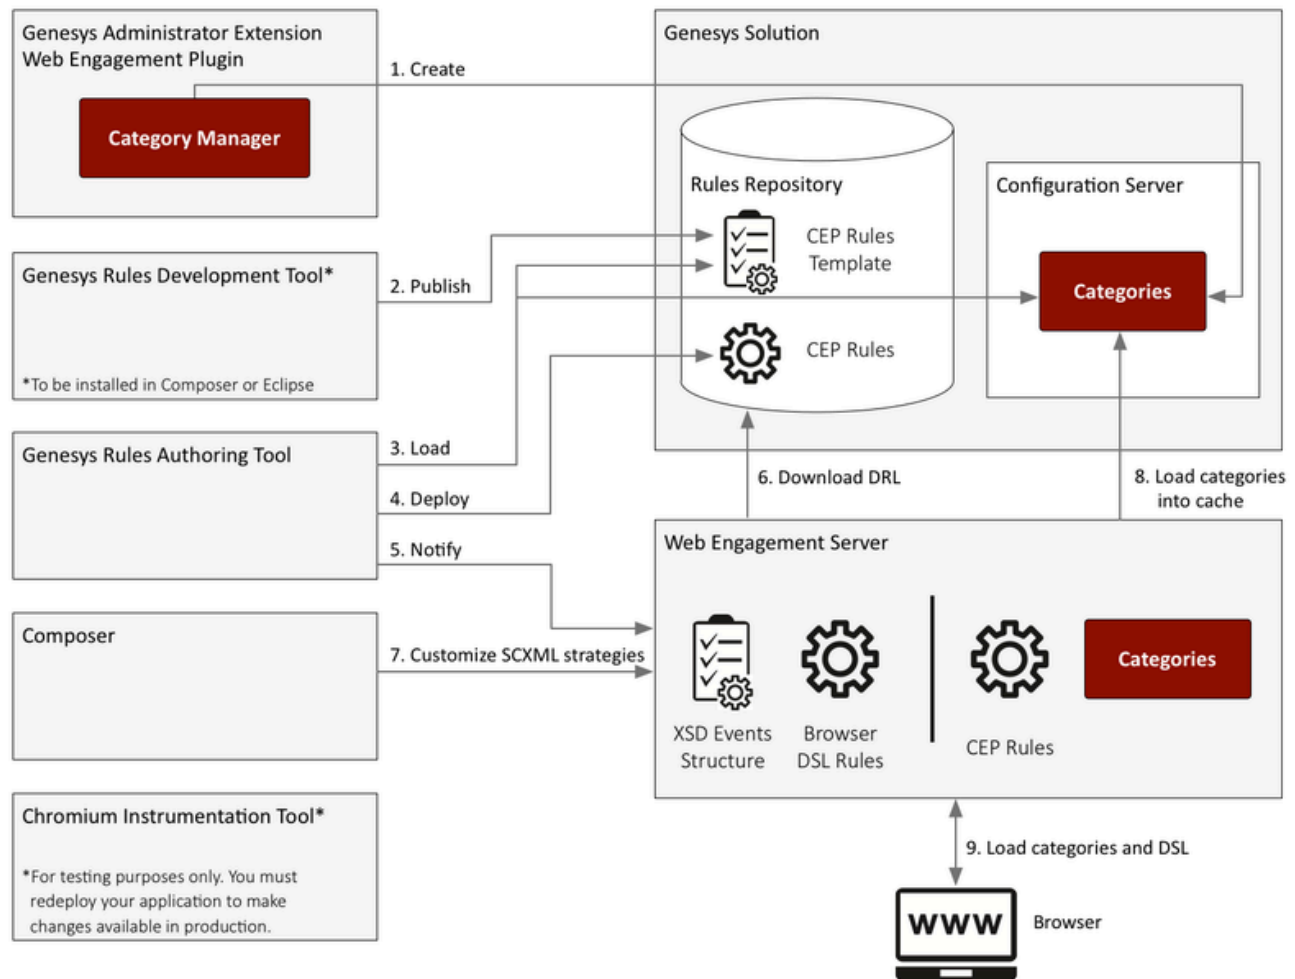 Genesys Administrator Extension
Web Engagement Plugin
Category Manager
1. Create
Genesys Solution
Rules Repository
CEP Rules
Template
CEP Rules
Configuration Server
Categories
Genesys Rules Development Tool*
*To be installed in Composer or Eclipse
2. Publish
Genesys Rules Authoring Tool
3. Load
4. Deploy
5. Notify
6. Download DRL
8. Load categories
into cache
Composer
7. Customize SCXML strategies
Web Engagement Server
XSD Events
Structure
Browser
DSL Rules
CEP Rules
Categories
Chromium Instrumentation Tool*
*For testing purposes only. You must
redeploy your application to make
changes available in production.
9. Load categories and DSL
WWW
Browser